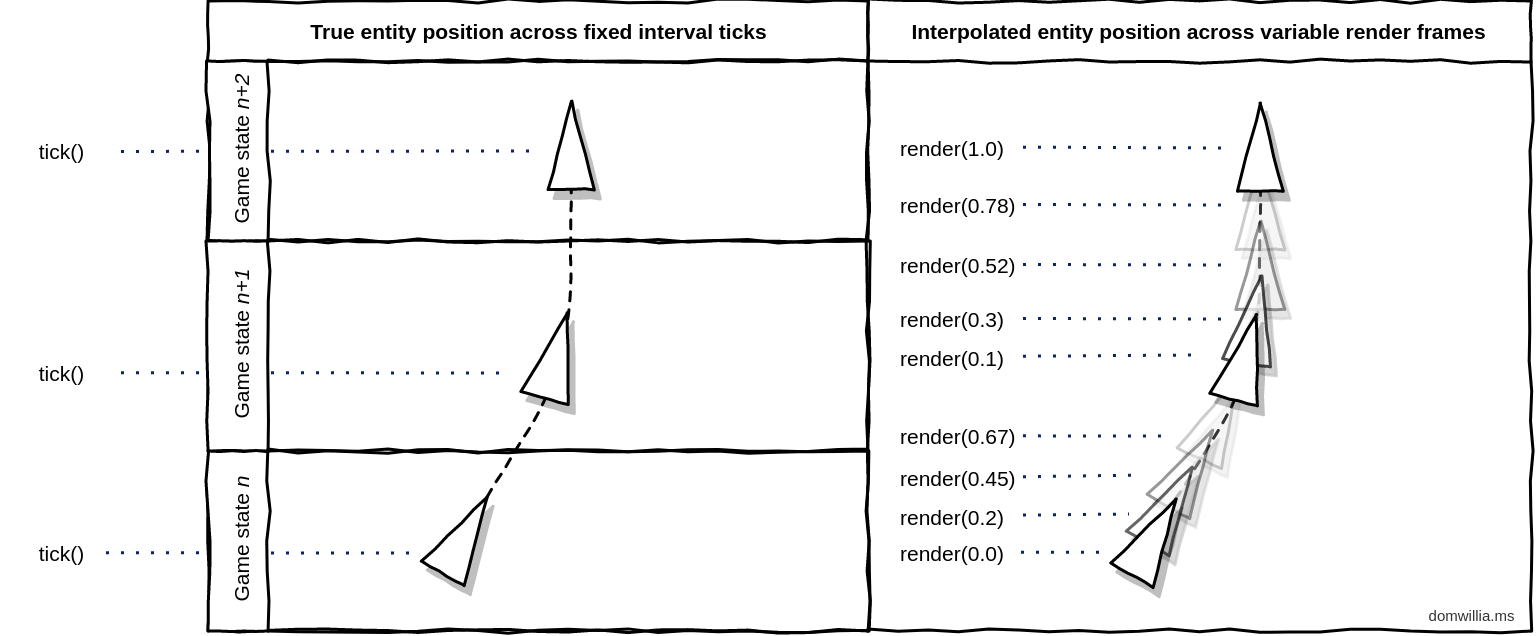 True entity position across fixed interval ticks
Interpolated entity position across variable render frames
tick()
Game state n+2
tick()
Game state n+1
tick()
Game state n
render(1.0)
render(0.78)
render(0.52)
render(0.3)
render(0.1)
render(0.67)
render(0.45)
render(0.2)
render(0.0)
domwillia.ms